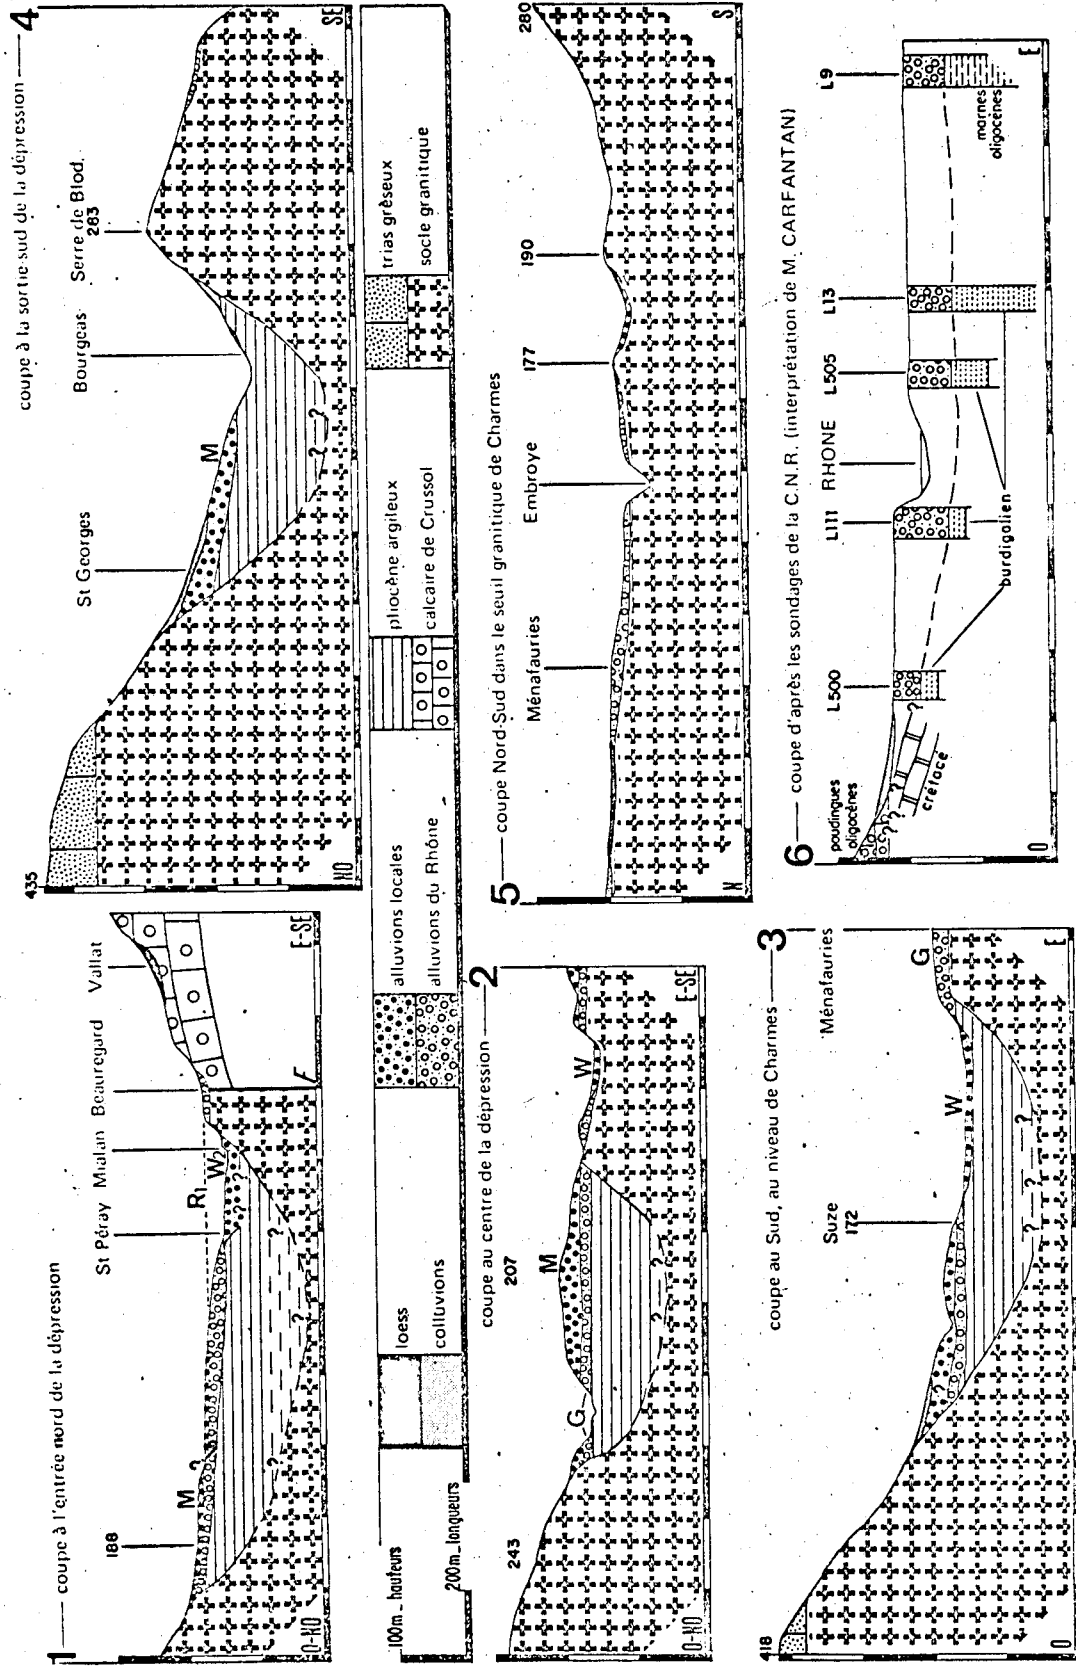 1 — coupe à l'entrée nord de la dépression
188
M
?
St Péray
Mialan
Beauregard
Vallat
R1
W2
?
?
?
?
?
F
O-NO
E-SE
4
coupe à la sortie sud de la dépression
435
St Georges
Bourgeas
Serre de Blod.
283
M
?
NO
SE
100m_hauteurs
200m_longueurs
loess
colluvions
alluvions locales
alluvions du Rhône
pliocène argileux
calcaire de Crussol
trias grèseux
socle granitique
coupe au centre de la dépression — 2
243
207
G
M
W
?
?
O-NO
E-SE
5 — coupe Nord-Sud dans le seuil granitique de Charmes
Ménafauries
Embroye
177
190
280
N
S
coupe au Sud, au niveau de Charmes — 3
418
Suze
172
Ménafauries
G
W
?
?
?
O
E
6 — coupe d'après les sondages de la C.N.R. (interprétation de M. CARFANTAN)
poudingues
oligocènes
L500
L111
RHONE
L505
L13
L9
?
?
?
crétacé
burdigalien
marnes
oligocènes
O
E